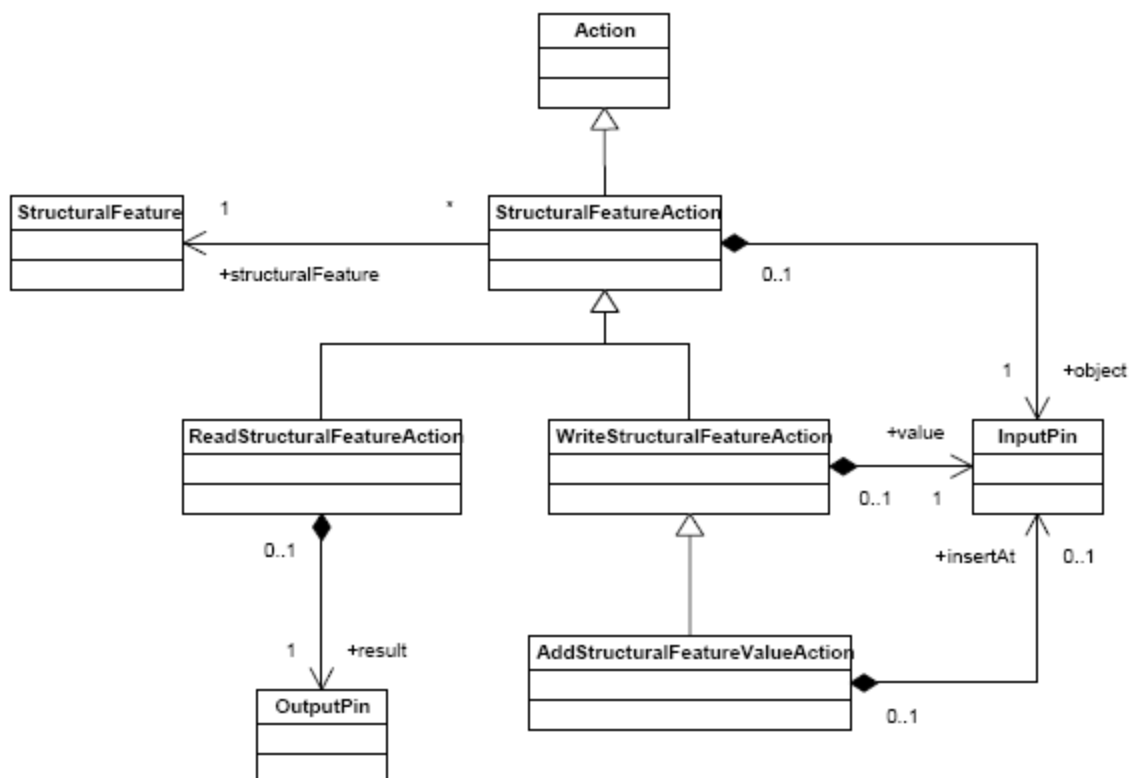 Action
StructuralFeature
1
*
StructuralFeatureAction
+structuralFeature
0..1
1
+object
ReadStructuralFeatureAction
WriteStructuralFeatureAction
+value
InputPin
0..1
1
0..1
+insertAt
0..1
1
+result
AddStructuralFeatureValueAction
OutputPin
0..1